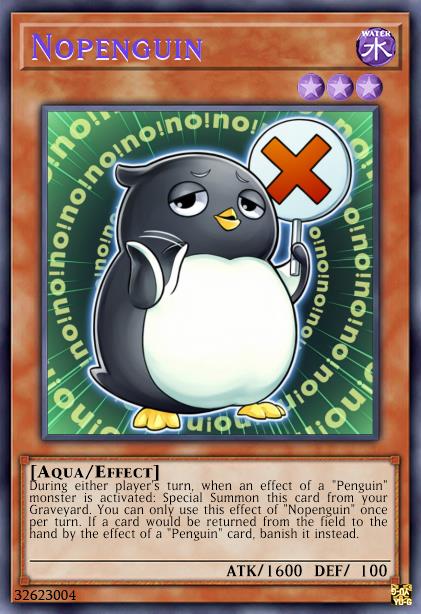 Nopenguin
WATER
水
no!no!no!no!no!no!no!
[Aqua/Effect]
During either player's turn, when an effect of a "Penguin"
monster is activated: Special Summon this card from your
Graveyard. You can only use this effect of "Nopenguin" once
per turn. If a card would be returned from the field to the
hand by the effect of a "Penguin" card, banish it instead.
ATK/1600 DEF/ 100
32623004